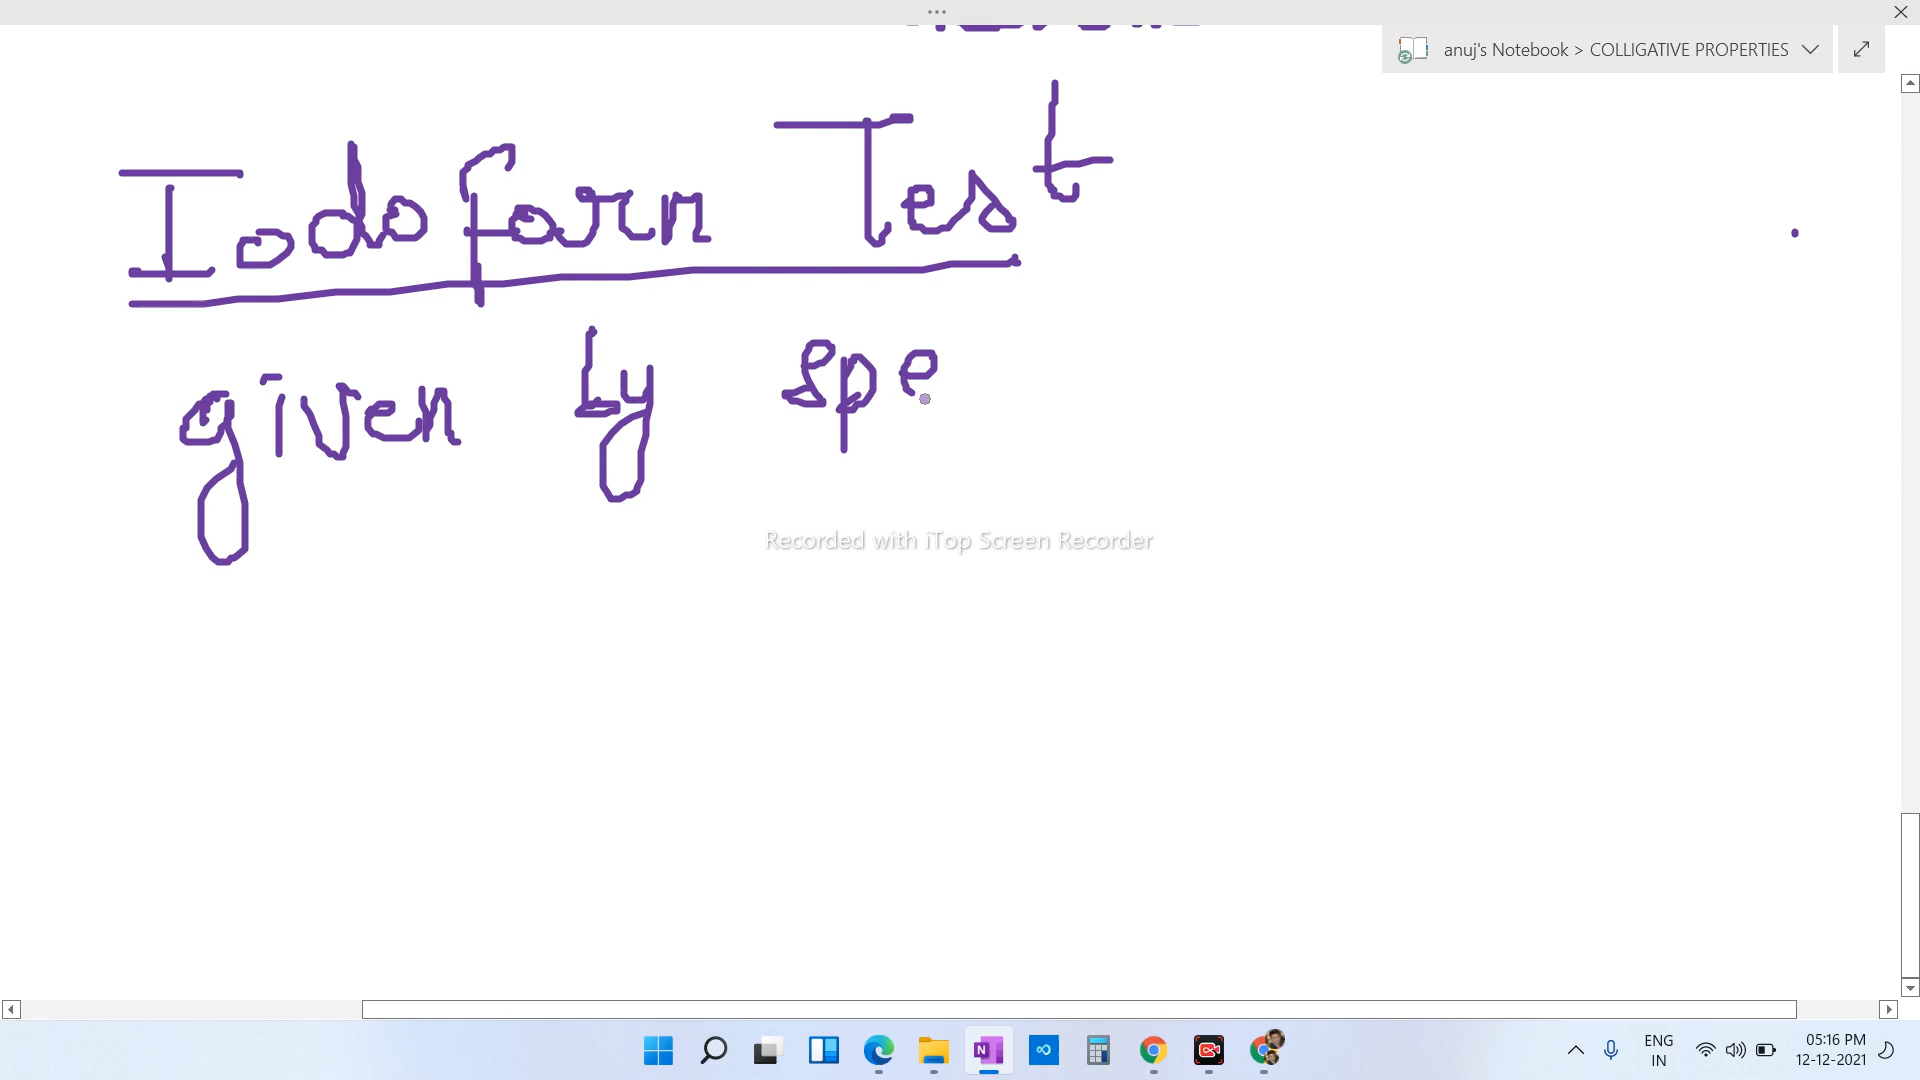 anuj's Notebook > COLLIGATIVE PROPERTIES
Iodoform Test
given by spe
Recorded with iTop Screen Recorder
ENG
IN
05:16 PM
12-12-2021